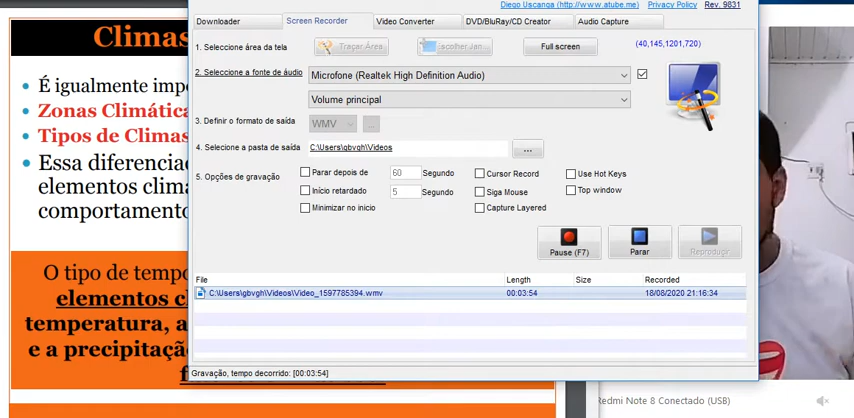 Diego Uscanga (http://www.atube.me) Privacy Policy Rev. 9831
Downloader Screen Recorder Video Converter DVD/BluRay/CD Creator Audio Capture
1. Seleccione área da tela Traçar Área Escolher Jan... Full screen (40,145,1201,720)
2. Seleccione a fonte de áudio Microfone (Realtek High Definition Audio)
Volume principal
3. Definir o formato de saída WMV ...
4. Selecione a pasta de saída C:\Users\gbvgh\Videos ...
5. Opções de gravação Parar depois de 60 Segundo Cursor Record Use Hot Keys
Início retardado 5 Segundo Siga Mouse Top window
Minimizar no inicio Capture Layered
Pause (F7) Parar Reproduzir
File Length Size Recorded
C:\Users\gbvgh\Videos\Video_1597785394.wmv 00:03:54 18/08/2020 21:16:34
Gravação, tempo decorrido: [00:03:54]
Climas
É igualmente imp
Zonas Climática
Tipos de Climas
Essa diferenciaç
elementos clima
comportamento
O tipo de tempo
elementos cl
temperatura, a
e a precipitaçã
Redmi Note 8 Conectado (USB)